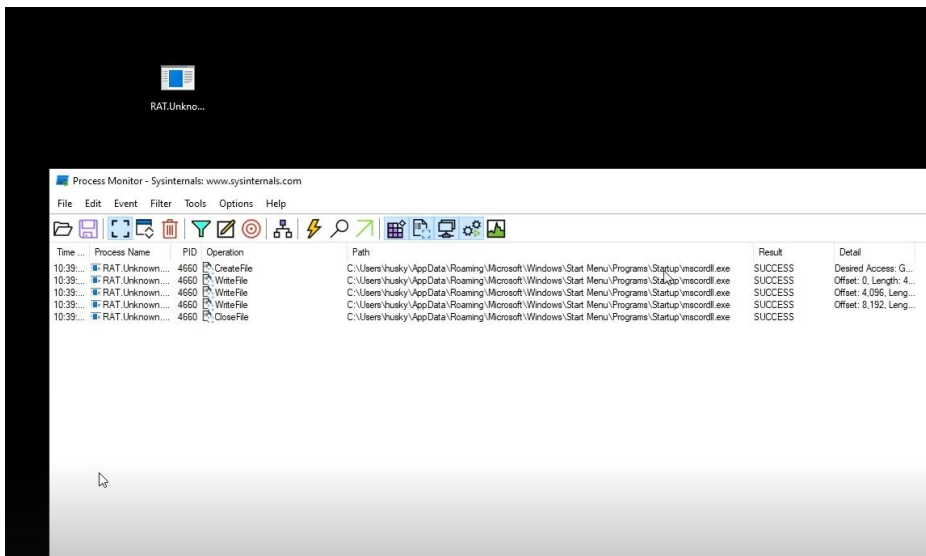 RAT.Unkno...
Process Monitor - Sysinternals: www.sysinternals.com
File Edit Event Filter Tools Options Help
Time ... Process Name PID Operation Path Result Detail
10:39:... RAT.Unknown.... 4660 CreateFile C:\Users\husky\AppData\Roaming\Microsoft\Windows\Start Menu\Programs\Startup\mscordll.exe SUCCESS Desired Access: G...
10:39:... RAT.Unknown.... 4660 WriteFile C:\Users\husky\AppData\Roaming\Microsoft\Windows\Start Menu\Programs\Startup\mscordll.exe SUCCESS Offset: 0, Length: 4...
10:39:... RAT.Unknown.... 4660 WriteFile C:\Users\husky\AppData\Roaming\Microsoft\Windows\Start Menu\Programs\Startup\mscordll.exe SUCCESS Offset: 4,096, Leng...
10:39:... RAT.Unknown.... 4660 WriteFile C:\Users\husky\AppData\Roaming\Microsoft\Windows\Start Menu\Programs\Startup\mscordll.exe SUCCESS Offset: 8,192, Leng...
10:39:... RAT.Unknown.... 4660 CloseFile C:\Users\husky\AppData\Roaming\Microsoft\Windows\Start Menu\Programs\Startup\mscordll.exe SUCCESS